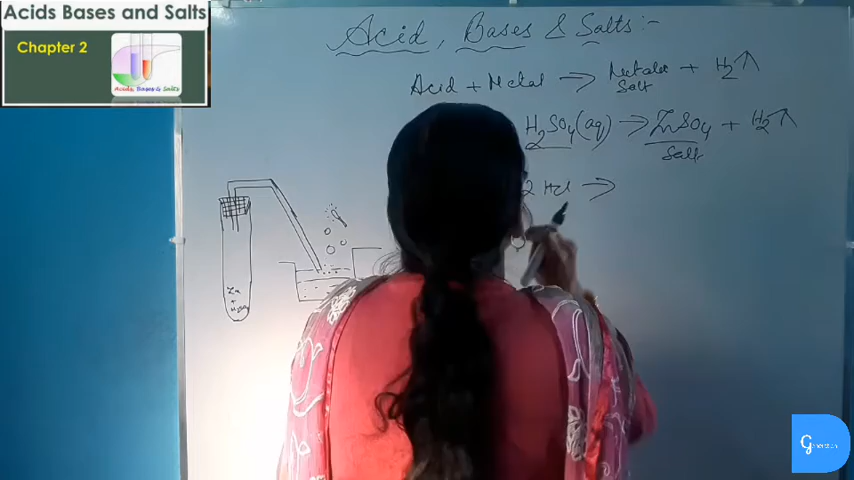 Acids Bases and Salts
Chapter 2
Acids Bases & Salts
Acid, Bases & Salts :-
Acid + Metal → Metallic Salt + H2↑
H2SO4(aq) → ZnSO4 + H2↑
Salt
2 HCl →
Zn
+
H2SO4